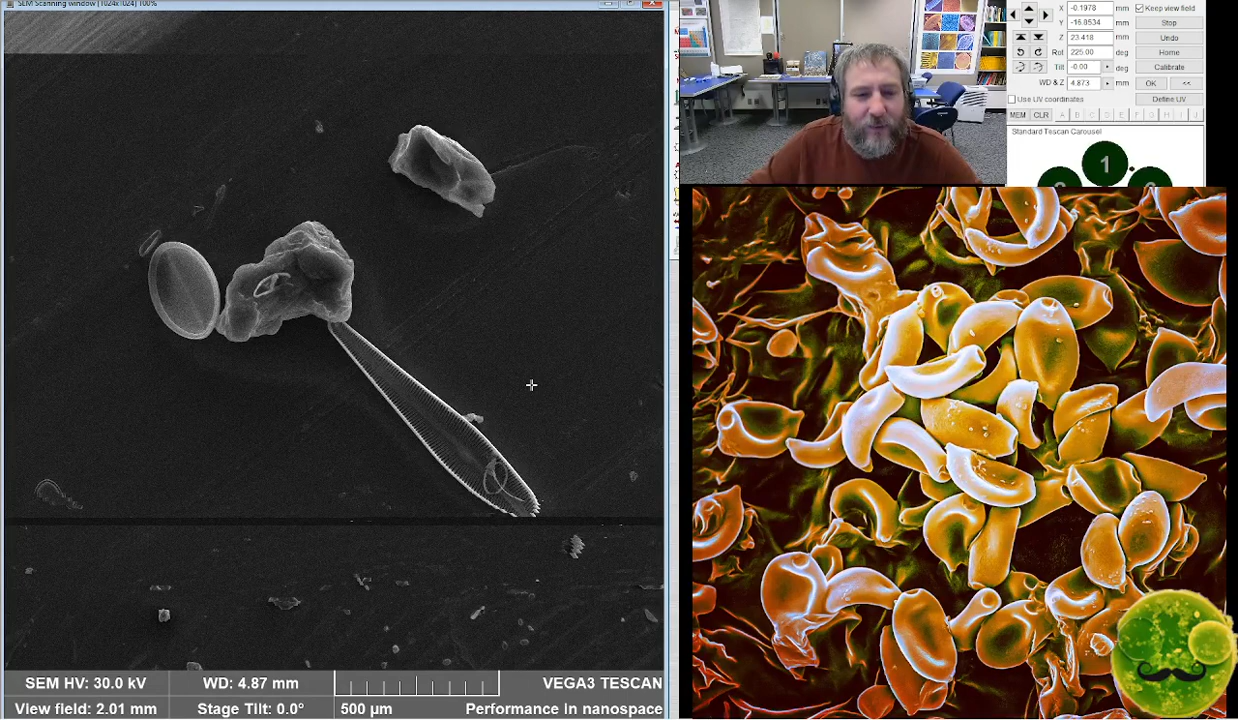 SEM Scanning window [1024x1024] 100%
SEM HV: 30.0 kV
WD: 4.87 mm
VEGA3 TESCAN
View field: 2.01 mm
Stage Tilt: 0.0°
500 µm
Performance in nanospace
X
-0.1978
mm
Keep view field
Y
-16.8534
mm
Stop
Z
23.418
mm
Undo
Rot
225.00
deg
Home
Tilt
-0.00
deg
Calibrate
WD & Z
4.873
mm
OK
<<
Use UV coordinates
Define UV
MEM
CLR
A
B
C
D
E
F
G
H
I
J
Standard Tescan Carousel
1